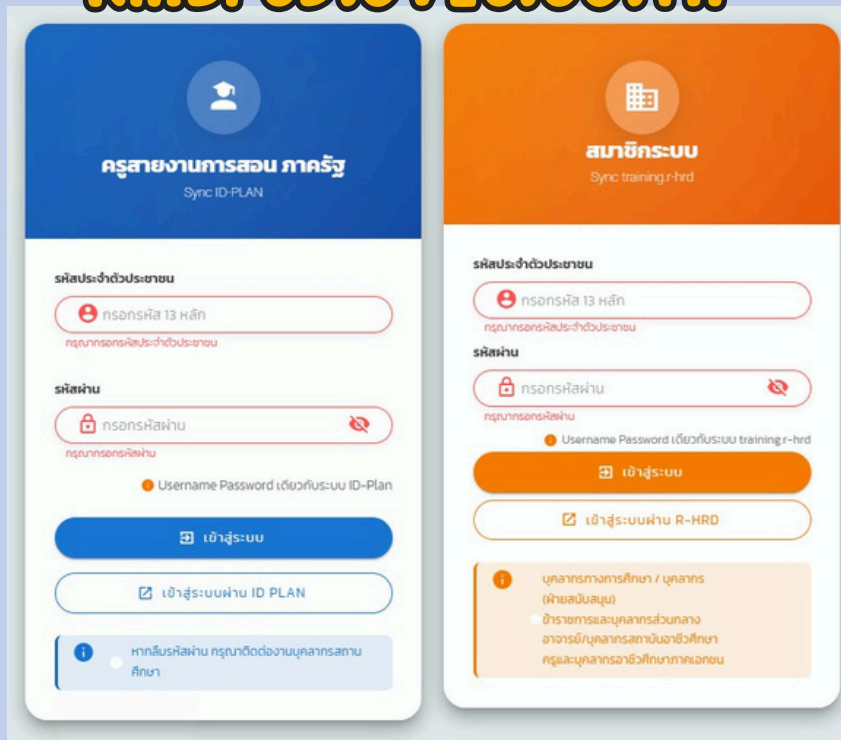 ครูสายงานการสอน ภาครัฐ
Sync ID-PLAN
รหัสประจำตัวประชาชน
กรอกรหัส 13 หลัก
กรุณากรอกรหัสประจำตัวประชาชน
รหัสผ่าน
กรอกรหัสผ่าน
กรุณากรอกรหัสผ่าน
Username Password เดียวกับระบบ ID-Plan
เข้าสู่ระบบ
เข้าสู่ระบบผ่าน ID PLAN
หากลืมรหัสผ่าน กรุณาติดต่องานบุคลากรสถาน
ศึกษา
สมาชิกระบบ
Sync training.r-hrd
รหัสประจำตัวประชาชน
กรอกรหัส 13 หลัก
กรุณากรอกรหัสประจำตัวประชาชน
รหัสผ่าน
กรอกรหัสผ่าน
กรุณากรอกรหัสผ่าน
Username Password เดียวกับระบบ training.r-hrd
เข้าสู่ระบบ
เข้าสู่ระบบผ่าน R-HRD
บุคลากรทางการศึกษา / บุคลากร
(ฝ่ายสนับสนุน)
ข้าราชการและบุคลากรส่วนกลาง
อาจารย์/บุคลากรสถาบันอาชีวศึกษา
ครูและบุคลากรอาชีวศึกษาภาคเอกชน